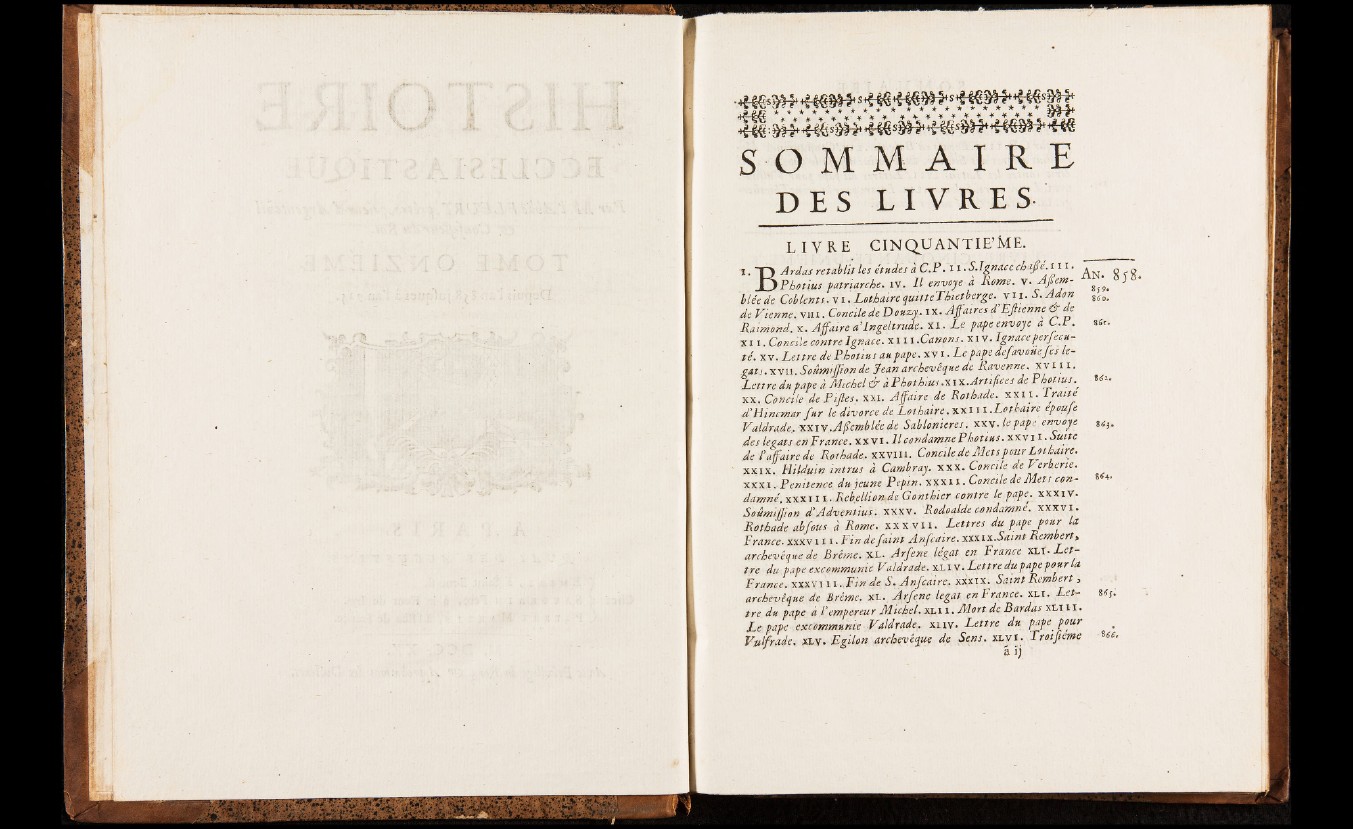 SOMMAIRE
DES LIVRES.
LIVRE CINQUANTIE'ME.
I. BArdas retablit les études à C.P. II. S. Ignace chaßé. III.
Photius patriarche. IV. Il envoye à Rome. V. Aßem-
blée de Coblents. VI. Lothaire quitte Thietberge. VII. S. Adon
de Vienne. VIII. Concile de Douzy. IX. Affaires d'Estienne & de
Raimond. X. Affaire d'Ingeltrude. XI. Le pape envoye à C.P.
XII. Concile contre Ignace. XIII. Canons. XIV. Ignace persecu-
té. XV. Lettre de Photius au pape. XVI. Le pape desavoüe ses le-
gats. XVII. Soûmission de Jean archevêque de Ravenne. XVIII.
Lettre du pape à Michel & à Phothius. XIX. Artifices de Photius.
XX. Concile de Pistes. XXI. Affaire de Rothade. XXII. Traité
d'Hincmar sur le divorce de Lothaire. XXIII. Lothaire épouse
Valdrade. XXIV. Aßemblée de Sablonieres. XXV. le pape envoye
des legats en France. XXVI. Il condamne Photius. XXVII. Suite
de l'affaire de Rothade. XXVIII. Concile de Mets pour Lothaire.
XXIX. Hilduin intrus à Cambray. XXX. Concile de Verberie.
XXXI. Penitence du jeune Pepin. XXXII. Concile de Mets con-
damné. XXXIII. Rebellion de Gonthier contre le pape. XXXIV.
Soûmission d'Adventius. XXXV. Rodoalde condamné. XXXVI.
Rothade absous à Rome. XXXVII. Lettres du pape pour la
France. XXXVIII. Fin de saint Anscaire. XXXIX. Saint Rembert,
archevêque de Brême. XL. Arsene légat en France XLI. Let-
tre du pape excommunie Valdrade. XLIV. Lettre du pape pour la
France. XXXVIII. Fin de S. Anscaire. XXXIX. Saint Rembert,
archevêque de Brême. XL. Arsene legat en France. XLI. Let-
tre du pape à l'empereur Michel. XLII. Mort de Bardas XLIII.
Le pape excommunie Valdrade. XLIV. Lettre du pape pour
Vulfrade. XLV. Egilon archevêque de Sens. XLVI. Troisiéme
ã ij
AN. 858.
859.
860.
861.
862.
863.
864.
865.
866.
HISTOIRE
ECCLESIASTIQUE
TOME ONZIEME
A PARIS